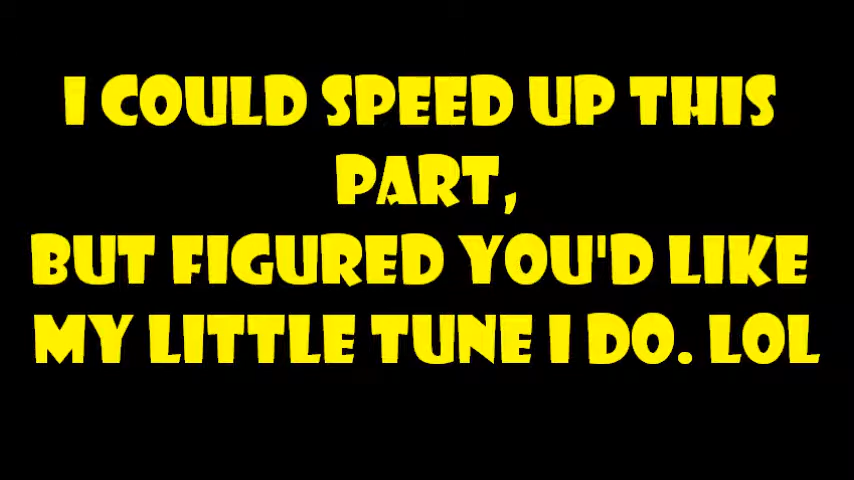 I COULD SPEED UP THIS
PART,
BUT FIGURED YOU'D LIKE
MY LITTLE TUNE I DO. LOL